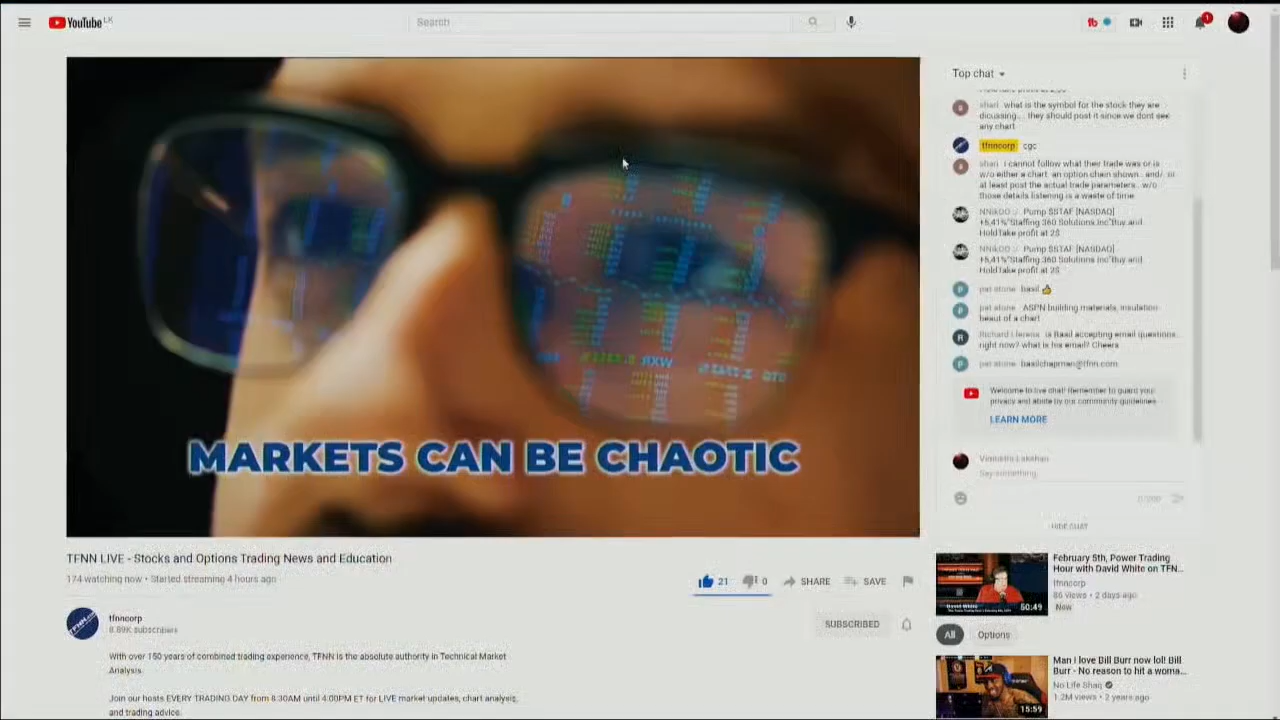 YouTube LK
Search
1
MARKETS CAN BE CHAOTIC
TFNN LIVE - Stocks and Options Trading News and Education
174 watching now • Started streaming 4 hours ago
21
0
SHARE
SAVE
tfnncorp
8.89K subscribers
SUBSCRIBED
With over 150 years of combined trading experience, TFNN is the absolute authority in Technical Market
Analysis.
Join our hosts EVERY TRADING DAY from 8:30AM until 4:00PM ET for LIVE market updates, chart analysis,
and trading advice.
Top chat
shari what is the symbol for the stock they are
dicussing.... they should post it since we dont see
any chart
tfnncorp cgc
shari i cannot follow what their trade was or is
w/o either a chart an option chain shown.. and/. or
at least post the actual trade parameters.. w/o
those details listening is a waste of time
Pump $STAF [NASDAQ]
+5,41%"Staffing 360 Solutions Inc"Buy and
HoldTake profit at 2$
Pump $STAF [NASDAQ]
+5,41%"Staffing 360 Solutions Inc"Buy and
HoldTake profit at 2$
pat stone basil 👍
pat stone ASPN building materials, insulation
beaut of a chart
Richard Llerena is Basil accepting email questions
right now? what is his email? Cheers
pat stone basilchapman@tfnn.com
Welcome to live chat! Remember to guard your
privacy and abide by our community guidelines.
LEARN MORE
Say something...
0/200
HIDE CHAT
February 5th, Power Trading
Hour with David White on TFN...
tfnncorp
86 views • 2 days ago
New
David White
50:49
All
Options
Man I love Bill Burr now lol! Bill
Burr - No reason to hit a woma...
No Life Shaq
1.2M views • 2 years ago
15:59